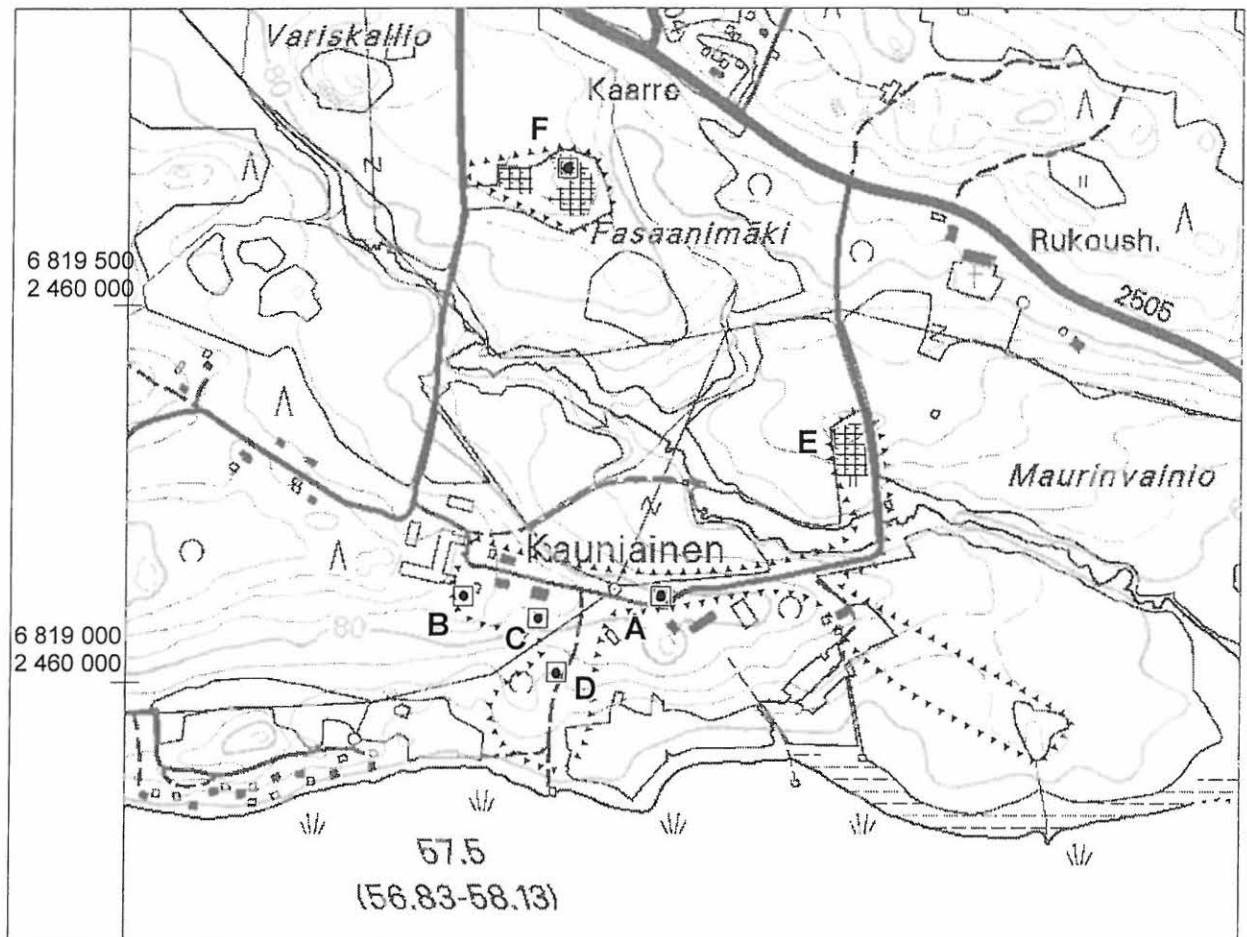 Variskallio
Kaarre
F
Fasaanimäki
6 819 500
2 460 000
Rukoush.
2505
E
Maurinvainio
Kauniainen
B
C
A
6 819 000
2 460 000
80
D
57.5
(56.83-58.13)